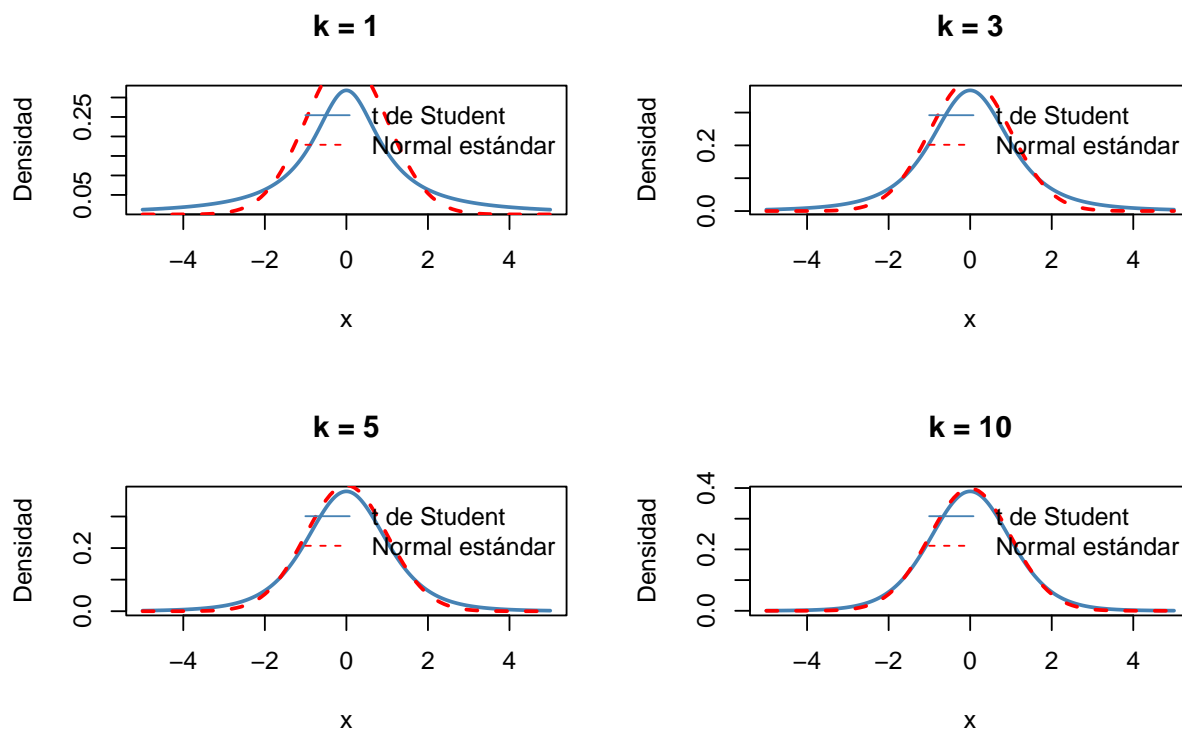 k = 1
Densidad
0.05 0.25
t de Student
Normal estándar
−4 −2 0 2 4
x
k = 3
Densidad
0.0 0.2
t de Student
Normal estándar
−4 −2 0 2 4
x
k = 5
Densidad
0.0 0.2
t de Student
Normal estándar
−4 −2 0 2 4
x
k = 10
Densidad
0.0 0.2 0.4
t de Student
Normal estándar
−4 −2 0 2 4
x